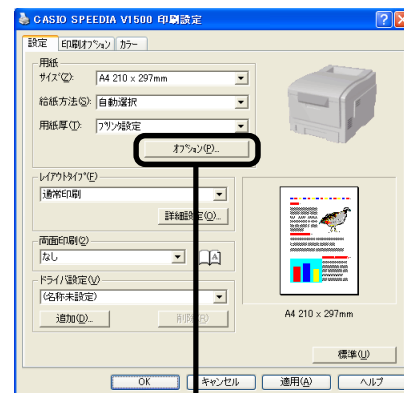 CASIO SPEEDIA V1500 印刷設定
設定 印刷ｵﾌﾟｼｮﾝ ｶﾗｰ
用紙
ｻｲｽﾞ(Z): A4 210 x 297mm
給紙方法(S): 自動選択
用紙厚(T): ﾌﾟﾘﾝﾀ設定
ｵﾌﾟｼｮﾝ(P)...
ﾚｲｱｳﾄﾀｲﾌﾟ(F)
通常印刷
詳細設定(O)...
両面印刷(2)
なし
ﾄﾞﾗｲﾊﾞ設定(V)
(名称未設定)
追加(D)... 削除(R)
A4 210 x 297mm
標準(U)
OK キャンセル 適用(A) ヘルプ